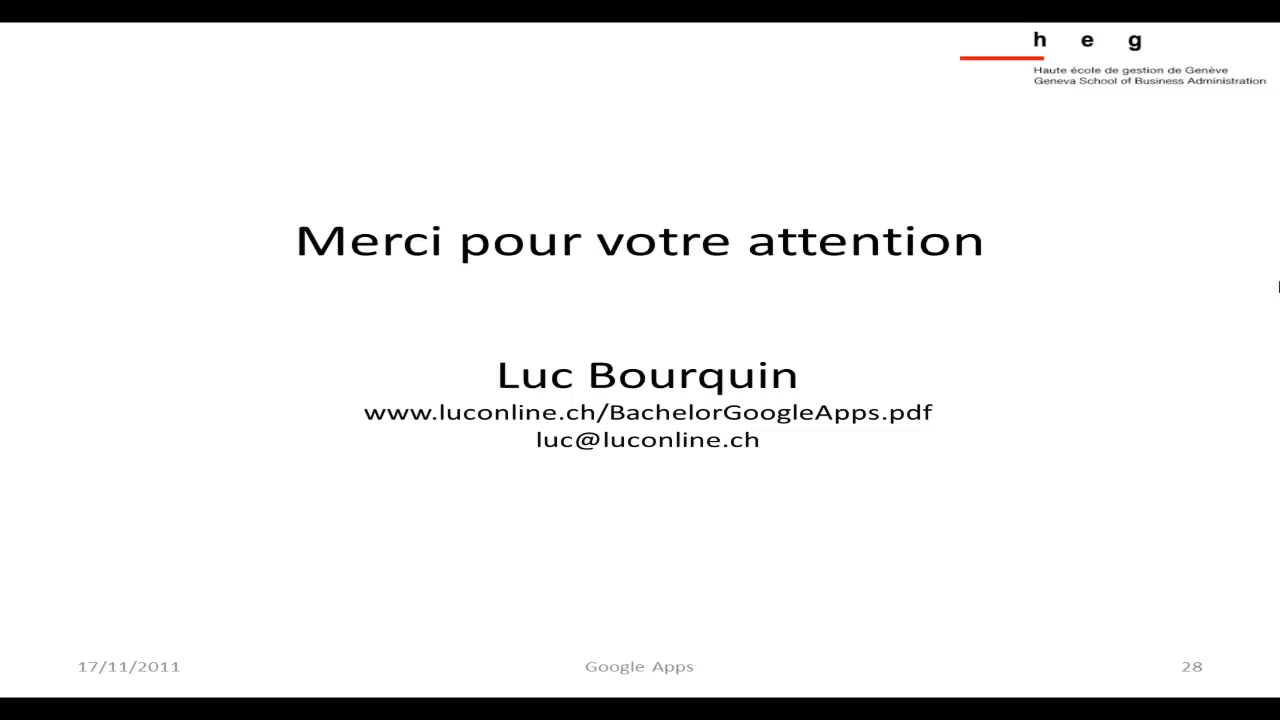 h e g
Haute école de gestion de Genève
Geneva School of Business Administration
Merci pour votre attention
Luc Bourquin
www.luconline.ch/BachelorGoogleApps.pdf
luc@luconline.ch
17/11/2011 Google Apps 28